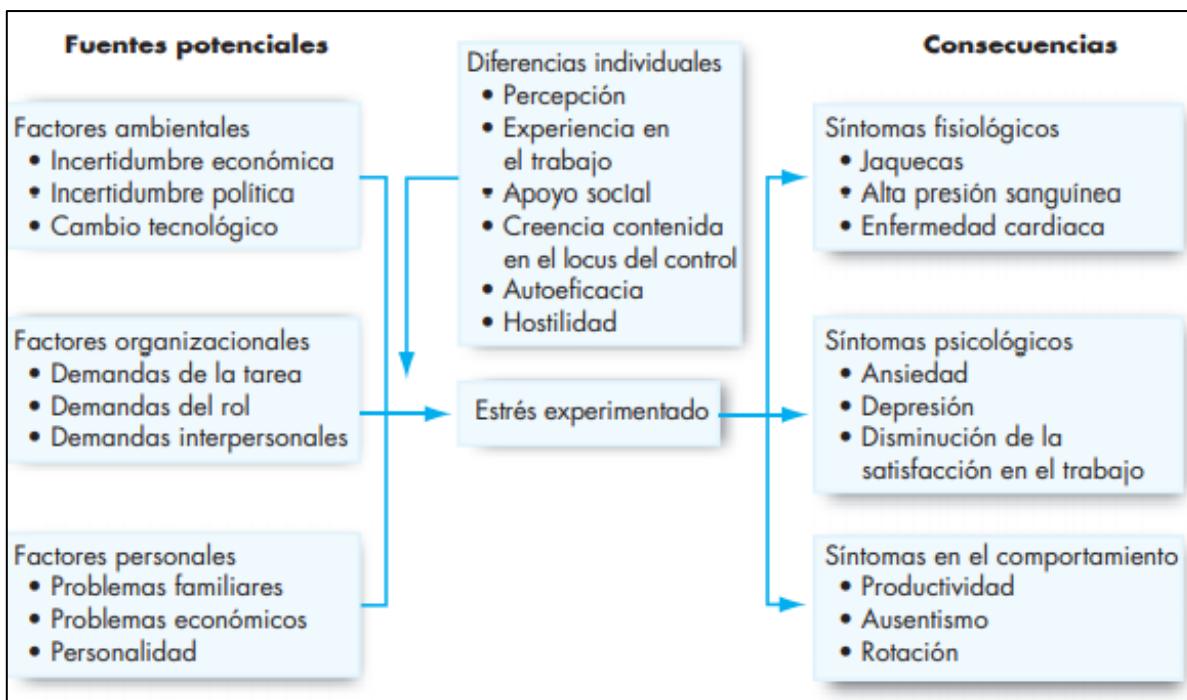 Fuentes potenciales
Factores ambientales
• Incertidumbre económica
• Incertidumbre política
• Cambio tecnológico
Factores organizacionales
• Demandas de la tarea
• Demandas del rol
• Demandas interpersonales
Factores personales
• Problemas familiares
• Problemas económicos
• Personalidad
Diferencias individuales
• Percepción
• Experiencia en
el trabajo
• Apoyo social
• Creencia contenida
en el locus del control
• Autoeficacia
• Hostilidad
Estrés experimentado
Consecuencias
Síntomas fisiológicos
• Jaquecas
• Alta presión sanguínea
• Enfermedad cardiaca
Síntomas psicológicos
• Ansiedad
• Depresión
• Disminución de la
satisfacción en el trabajo
Síntomas en el comportamiento
• Productividad
• Ausentismo
• Rotación